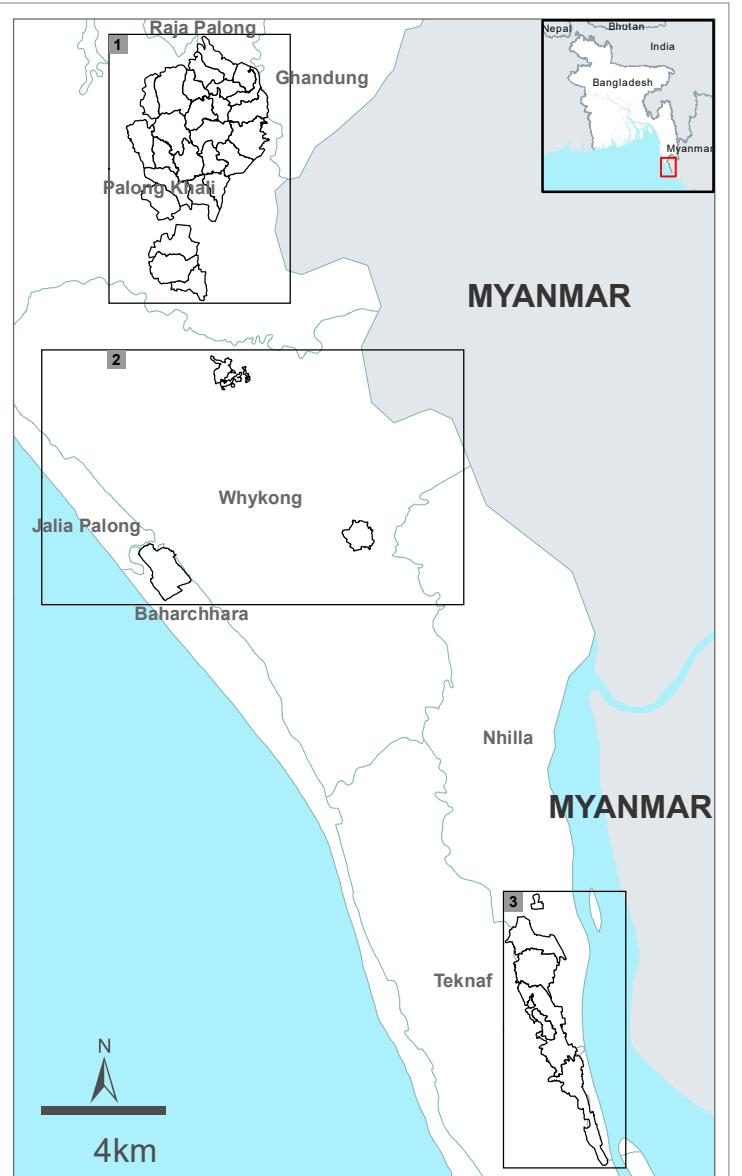 Raja Palong
1
Ghandung
Palong Khali
Nepal
Bhutan
India
Bangladesh
Myanmar
MYANMAR
2
Whykong
Jalia Palong
Baharchhara
Nhilla
MYANMAR
3
Teknaf
N
4km